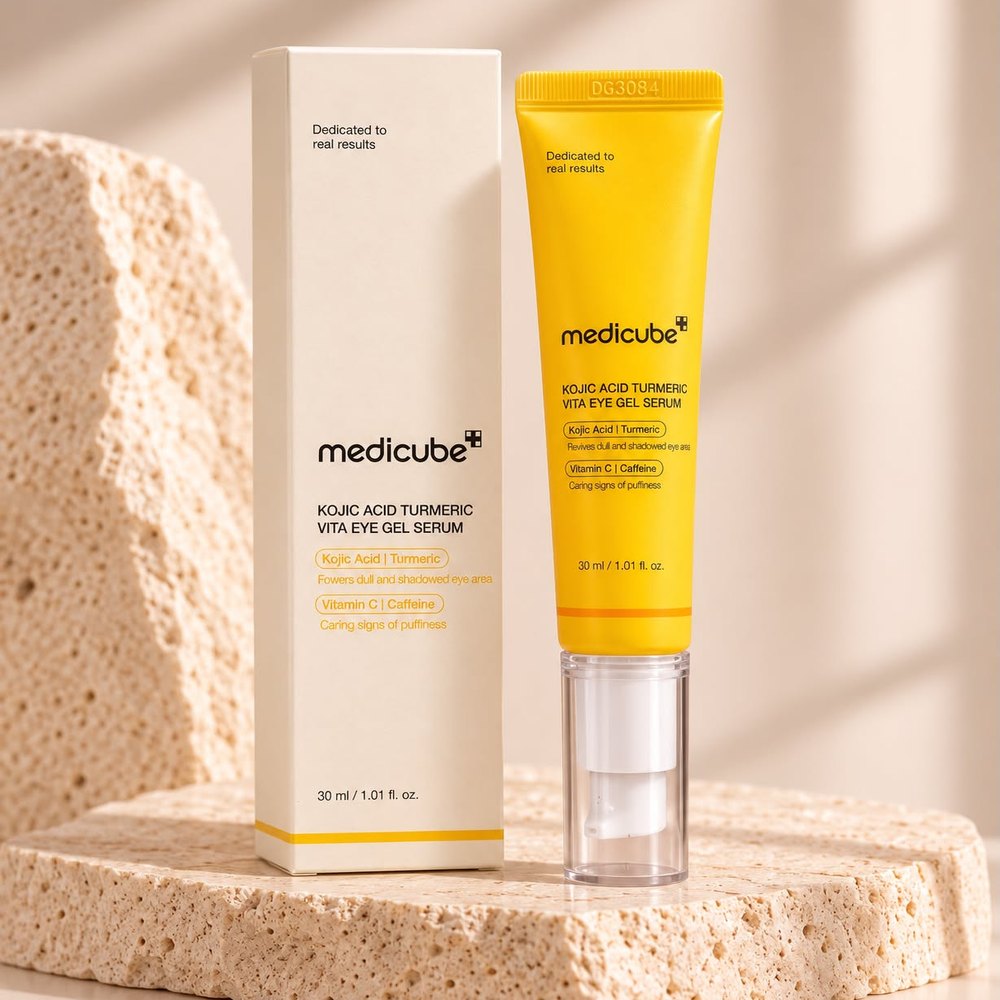 Dedicated to
real results
medicube
KOJIC ACID TURMERIC
VITA EYE GEL SERUM
Kojic Acid | Turmeric
Fowers dull and shadowed eye area
Vitamin C | Caffeine
Caring signs of puffiness
30 ml / 1.01 fl. oz.
DG3084
Dedicated to
real results
medicube
KOJIC ACID TURMERIC
VITA EYE GEL SERUM
Kojic Acid | Turmeric
Revives dull and shadowed eye area
Vitamin C | Caffeine
Caring signs of puffiness
30 ml / 1.01 fl. oz.